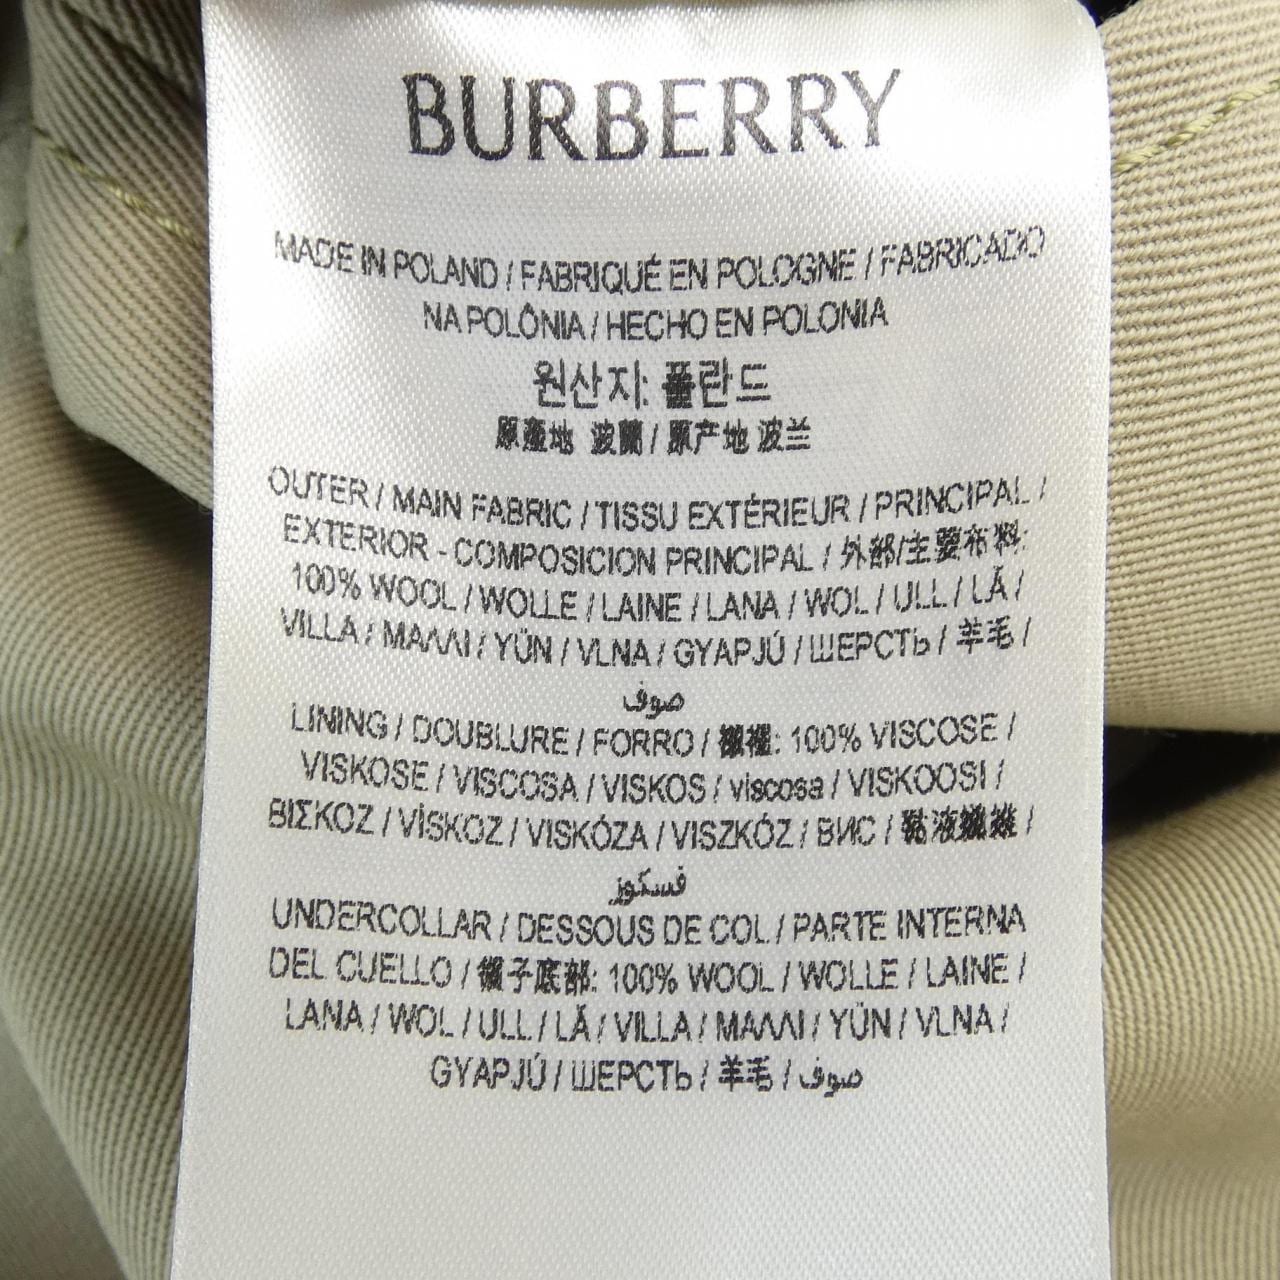 BURBERRY
MADE IN POLAND / FABRIQUÉ EN POLOGNE / FABRICADO
NA POLÔNIA / HECHO EN POLONIA
원산지: 폴란드
原產地 波蘭 / 原产地 波兰
OUTER / MAIN FABRIC / TISSU EXTÉRIEUR / PRINCIPAL /
EXTERIOR - COMPOSICION PRINCIPAL / 外部/主要布料:
100% WOOL / WOLLE / LAINE / LANA / WOL / ULL / LÃ /
VILLA / ΜΑΛΛΙ / YÜN / VLNA / GYAPJÚ / ШЕРСТЬ / 羊毛 /
صوف
LINING / DOUBLURE / FORRO / 襯裡: 100% VISCOSE /
VISKOSE / VISCOSA / VISKOS / viscosa / VISKOOSI /
ΒΙΣΚΟΖ / VİSKOZ / VISKÓZA / VISZKÓZ / ВИС / 黏液纖維 /
فسكوز
UNDERCOLLAR / DESSOUS DE COL / PARTE INTERNA
DEL CUELLO / 領子底部: 100% WOOL / WOLLE / LAINE /
LANA / WOL / ULL / LÃ / VILLA / ΜΑΛΛΙ / YÜN / VLNA /
GYAPJÚ / ШЕРСТЬ / 羊毛 / صوف